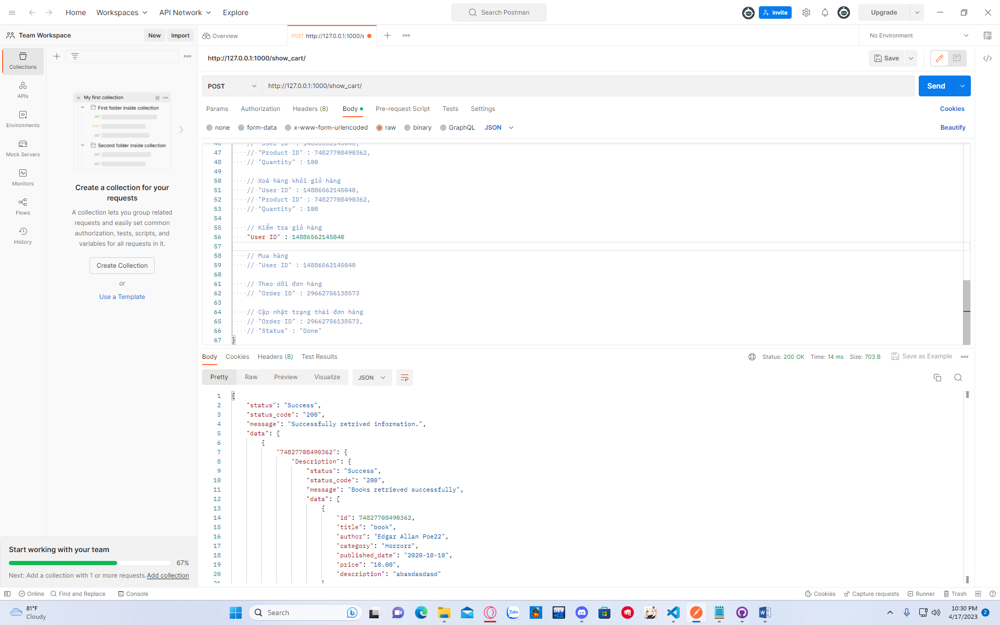 Home
Workspaces
API Network
Explore
Search Postman
Invite
Upgrade
Team Workspace
New
Import
Overview
POST http://127.0.0.1:1000/s
No Environment
Collections
APIs
Environments
Mock Servers
Monitors
Flows
History
My first collection
First folder inside collection
GET
POST
GET
Second folder inside collection
GET
GET
Create a collection for your
requests
A collection lets you group related
requests and easily set common
authorization, tests, scripts, and
variables for all requests in it.
Create Collection
or
Use a Template
Start working with your team
67%
Next: Add a collection with 1 or more requests. Add collection
http://127.0.0.1:1000/show_cart/
Save
POST
http://127.0.0.1:1000/show_cart/
Send
Params
Authorization
Headers (8)
Body
Pre-request Script
Tests
Settings
Cookies
none
form-data
x-www-form-urlencoded
raw
binary
GraphQL
JSON
Beautify
46 // "User ID" : 14886562145040,
47 // "Product ID" : 74827708490362,
48 // "Quantity" : 100
49
50 // Xoá hàng khỏi giỏ hàng
51 // "User ID" : 14886562145040,
52 // "Product ID" : 74827708490362,
53 // "Quantity" : 100
54
55 // Kiểm tra giỏ hàng
56 "User ID" : 14886562145040
57
58 // Mua hàng
59 // "User ID" : 14886562145040
60
61 // Theo dõi đơn hàng
62 // "Order ID" : 29662756138573
63
64 // Cập nhật trạng thái đơn hàng
65 // "Order ID" : 29662756138573,
66 // "Status" : "Done"
67 }
Body
Cookies
Headers (8)
Test Results
Status: 200 OK
Time: 14 ms
Size: 703 B
Save as Example
Pretty
Raw
Preview
Visualize
JSON
1 {
2 "status": "Success",
3 "status_code": "200",
4 "message": "Successfully retrived information.",
5 "data": [
6 {
7 "74827708490362": {
8 "Description": {
9 "status": "Success",
10 "status_code": "200",
11 "message": "Books retrieved successfully",
12 "data": [
13 {
14 "id": 74827708490362,
15 "title": "book",
16 "author": "Edgar Allan Poe22",
17 "category": "Horrorr",
18 "published_date": "2020-10-10",
19 "price": "10.00",
20 "description": "abasdasdasd"
21 }
Online
Find and Replace
Console
Cookies
Capture requests
Runner
Trash
81°F
Cloudy
Search
Zalo
DEV
10:30 PM
4/17/2023
2